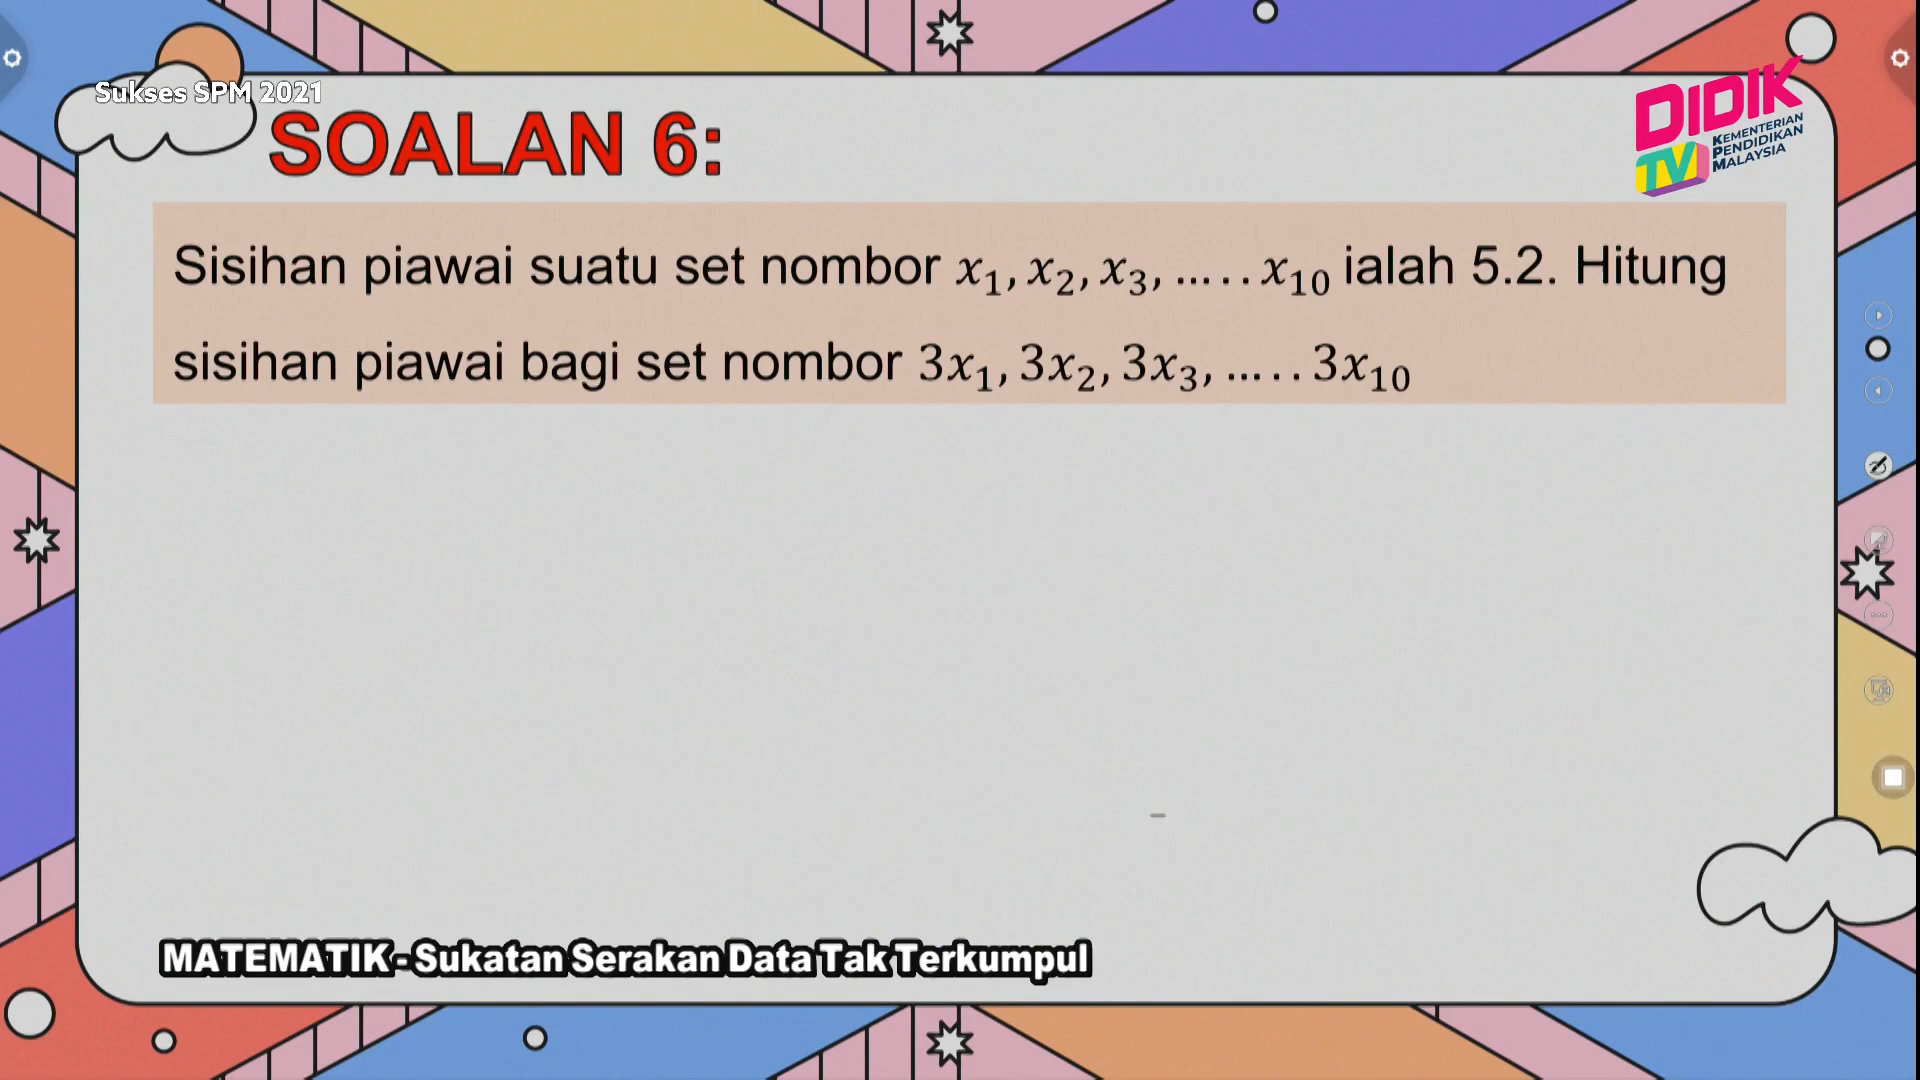 Sukses SPM 2021
SOALAN 6:
DIDIK
TV
KEMENTERIAN
PENDIDIKAN
MALAYSIA
Sisihan piawai suatu set nombor x₁, x₂, x₃, ….. x₁₀ ialah 5.2. Hitung
sisihan piawai bagi set nombor 3x₁, 3x₂, 3x₃, ….. 3x₁₀
MATEMATIK - Sukatan Serakan Data Tak Terkumpul